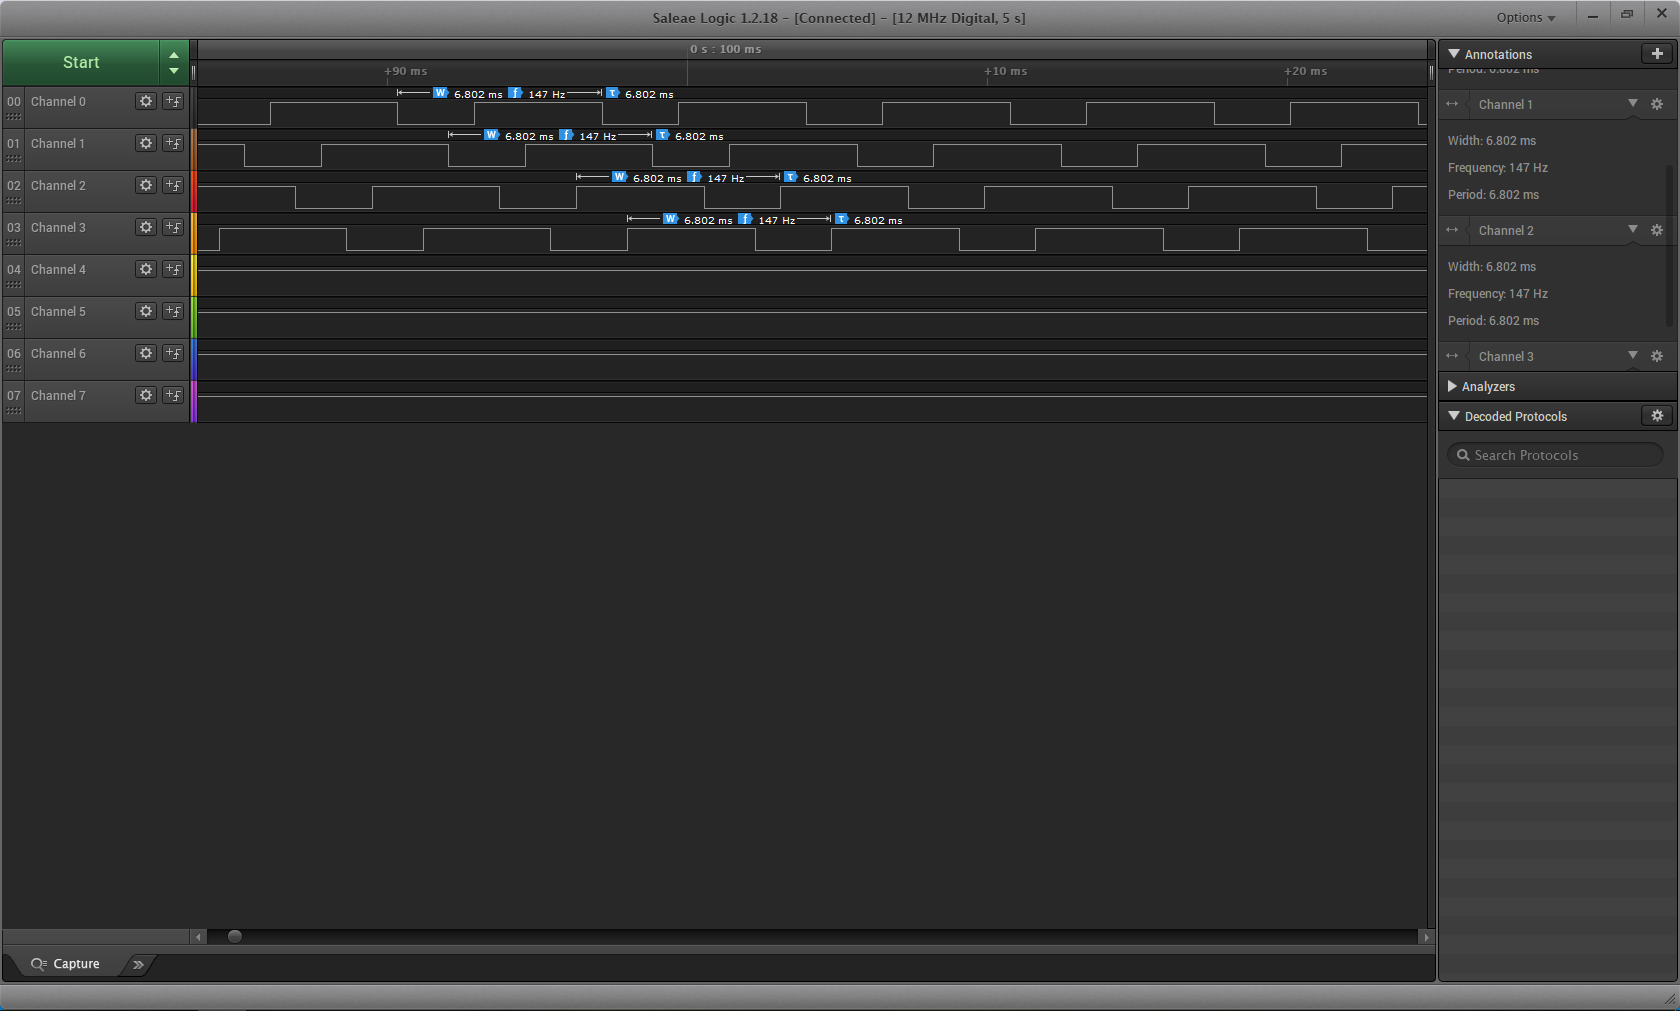 Saleae Logic 1.2.18 - [Connected] - [12 MHz Digital, 5 s]
Options
Start
0 s : 100 ms
+90 ms
+10 ms
+20 ms
00 Channel 0
W 6.802 ms f 147 Hz τ 6.802 ms
01 Channel 1
W 6.802 ms f 147 Hz τ 6.802 ms
02 Channel 2
W 6.802 ms f 147 Hz τ 6.802 ms
03 Channel 3
W 6.802 ms f 147 Hz τ 6.802 ms
04 Channel 4
05 Channel 5
06 Channel 6
07 Channel 7
Capture
Annotations
Period: 6.802 ms
Channel 1
Width: 6.802 ms
Frequency: 147 Hz
Period: 6.802 ms
Channel 2
Width: 6.802 ms
Frequency: 147 Hz
Period: 6.802 ms
Channel 3
Analyzers
Decoded Protocols
Search Protocols